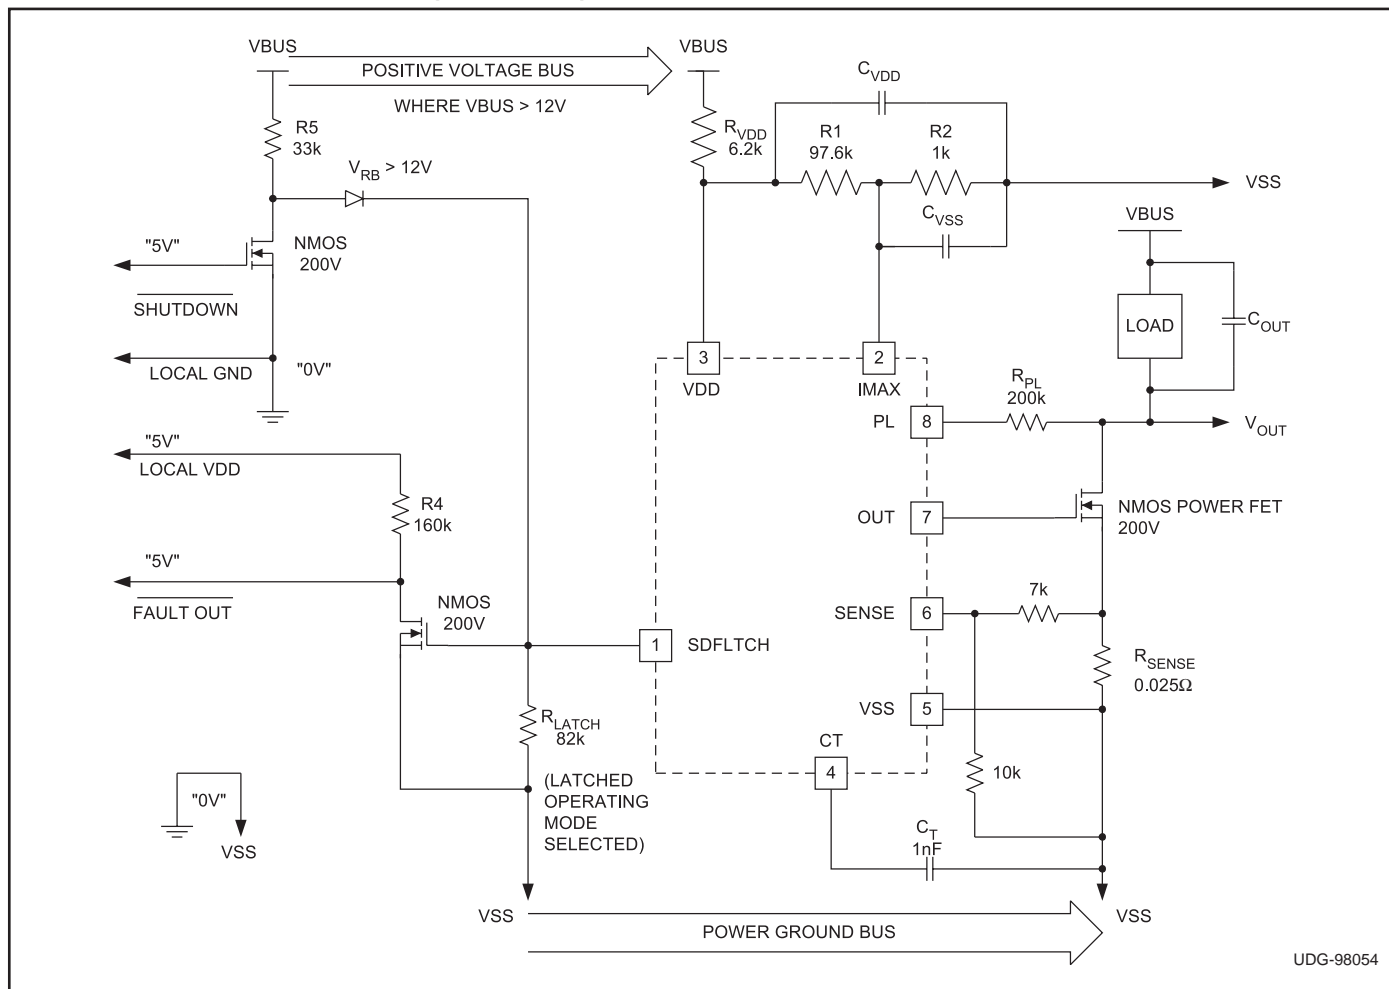 VBUS
POSITIVE VOLTAGE BUS
WHERE VBUS > 12V
VBUS
R5
33k
V_RB > 12V
R_VDD
6.2k
C_VDD
R1
97.6k
R2
1k
C_VSS
VSS
"5V"
SHUTDOWN
NMOS
200V
LOCAL GND
"0V"
VBUS
LOAD
C_OUT
3
VDD
2
IMAX
PL
8
R_PL
200k
V_OUT
"5V"
LOCAL VDD
R4
160k
OUT
7
NMOS POWER FET
200V
"5V"
FAULT OUT
NMOS
200V
SENSE
6
7k
1
SDFLTCH
R_SENSE
0.025Ω
VSS
5
R_LATCH
82k
CT
4
10k
(LATCHED
OPERATING
MODE
SELECTED)
"0V"
VSS
C_T
1nF
VSS
POWER GROUND BUS
VSS
UDG-98054